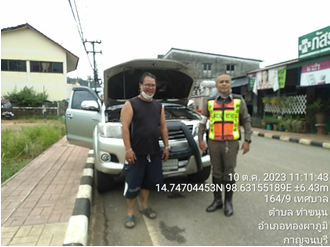 กสิ
10 ต.ค. 2023 11:11:43
14.74704453N 98.63155189E ±6.43m
164/9 เทศบาล
ตำบล ท่าขนุน
อำเภอทองผาภูมิ
กาญจนบุรี